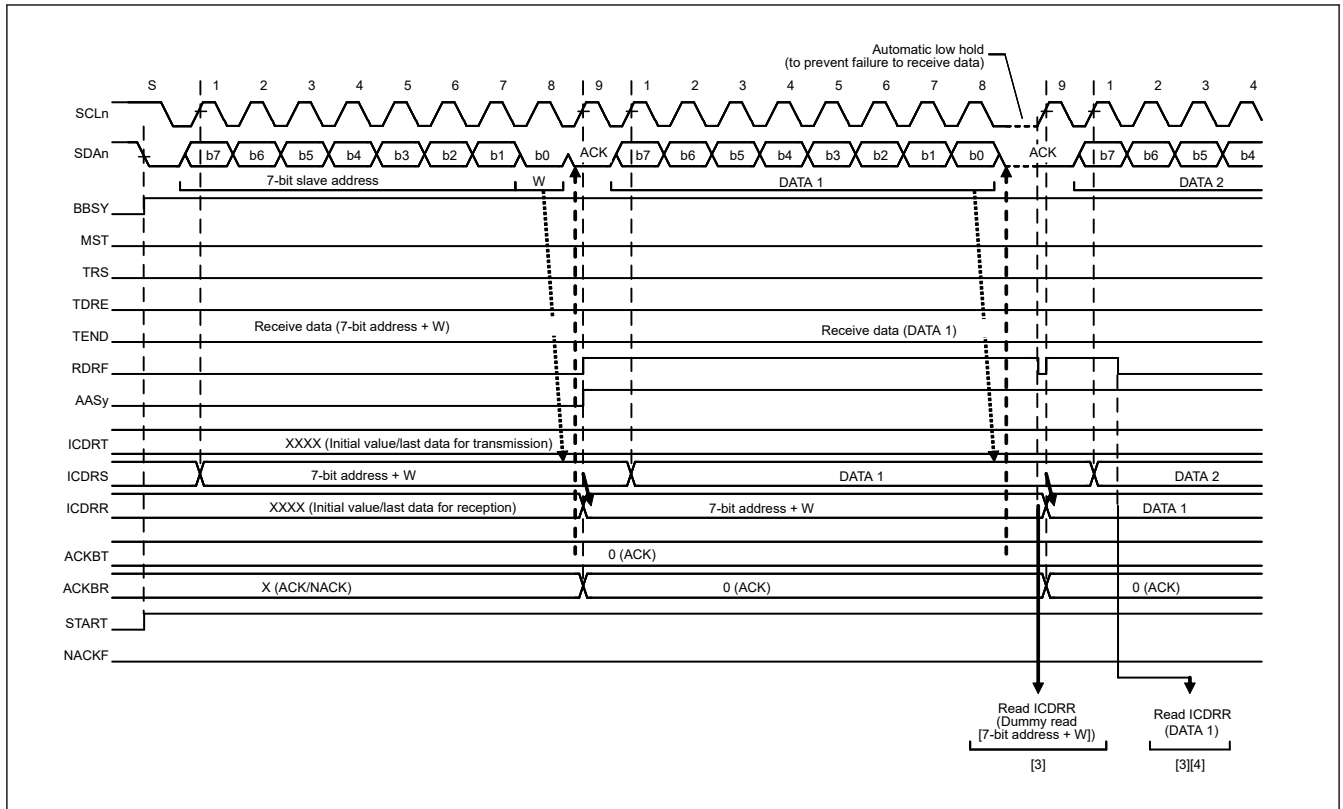 Automatic low hold
(to prevent failure to receive data)
S 1 2 3 4 5 6 7 8 9 1 2 3 4 5 6 7 8 9 1 2 3 4
SCLn
SDAn b7 b6 b5 b4 b3 b2 b1 b0 ACK b7 b6 b5 b4 b3 b2 b1 b0 ACK b7 b6 b5 b4
7-bit slave address W DATA 1 DATA 2
BBSY
MST
TRS
TDRE
Receive data (7-bit address + W) Receive data (DATA 1)
TEND
RDRF
AASy
ICDRT XXXX (Initial value/last data for transmission)
ICDRS 7-bit address + W DATA 1 DATA 2
ICDRR XXXX (Initial value/last data for reception) 7-bit address + W DATA 1
ACKBT 0 (ACK)
ACKBR X (ACK/NACK) 0 (ACK) 0 (ACK)
START
NACKF
Read ICDRR
(Dummy read
[7-bit address + W])
[3]
Read ICDRR
(DATA 1)
[3][4]